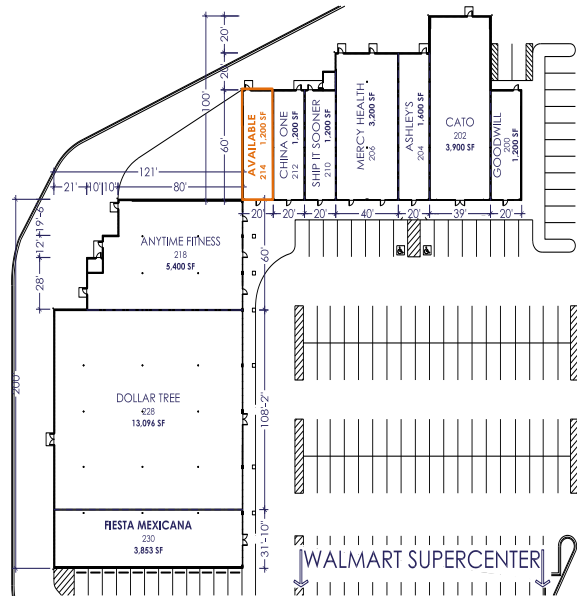 20'
20'
100'
60'
AVAILABLE
214 1,200 SF
CHINA ONE
212 1,200 SF
SHIP IT SOONER
210 1,200 SF
MERCY HEALTH
206 3,200 SF
ASHLEY'S
204 1,600 SF
CATO
202
3,900 SF
GOODWILL
200
1,200 SF
121'
21' 10' 10' 80'
20' 20' 20' 40' 20' 39' 20'
19'-6"
12'
28'
200'
ANYTIME FITNESS
218
5,400 SF
60'
DOLLAR TREE
228
13,096 SF
108'-2"
FIESTA MEXICANA
230
3,853 SF
31'-10"
WALMART SUPERCENTER